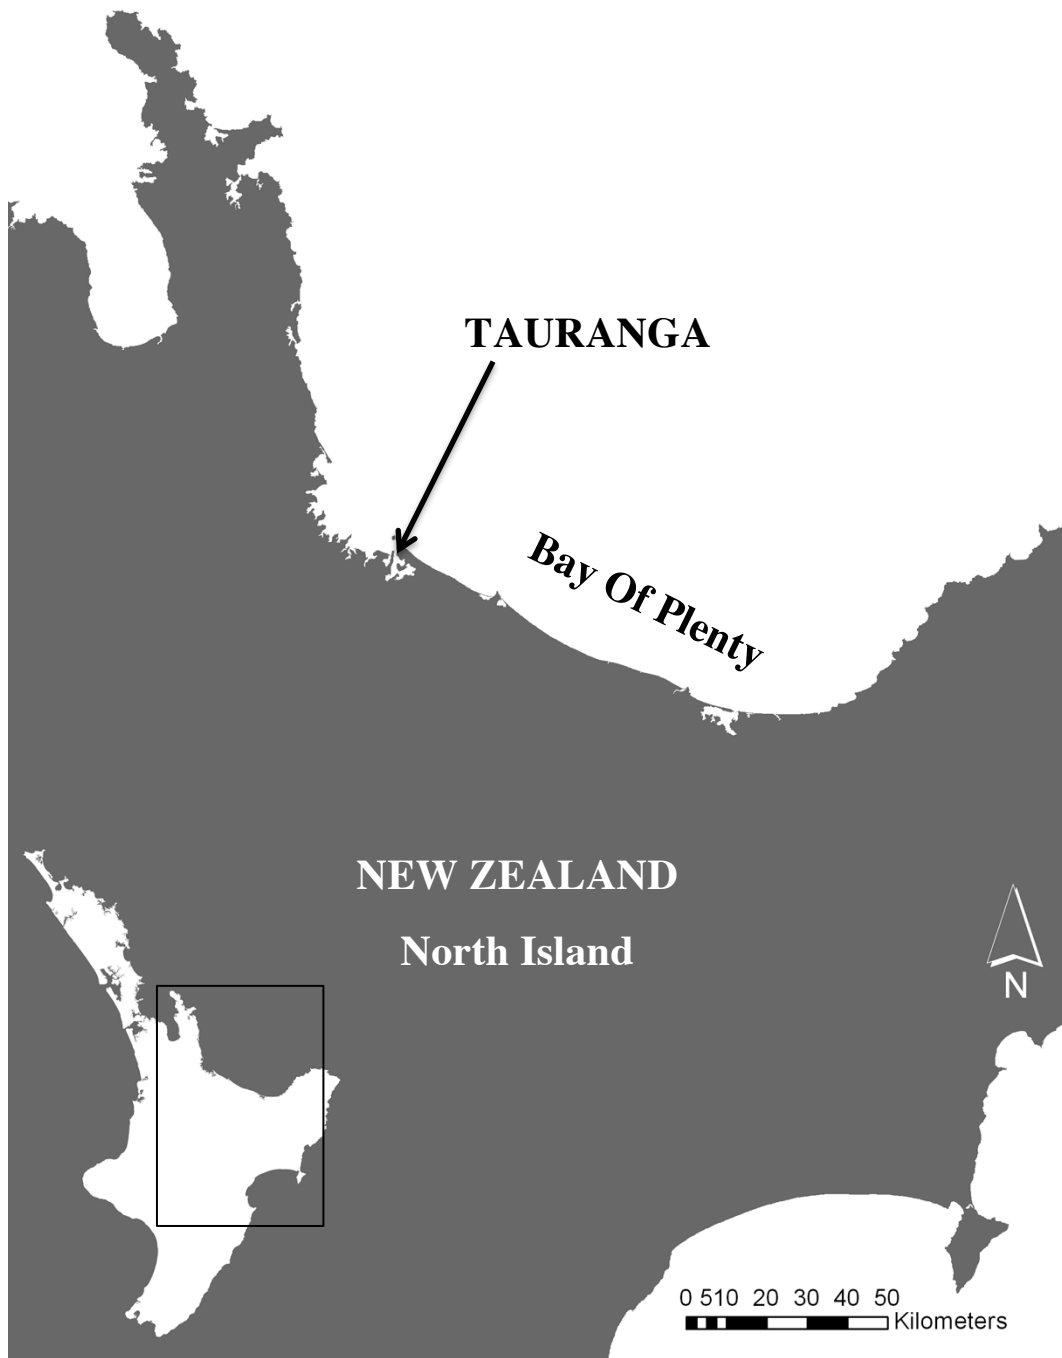 TAURANGA
Bay Of Plenty
NEW ZEALAND
North Island
N
0 510 20 30 40 50
Kilometers